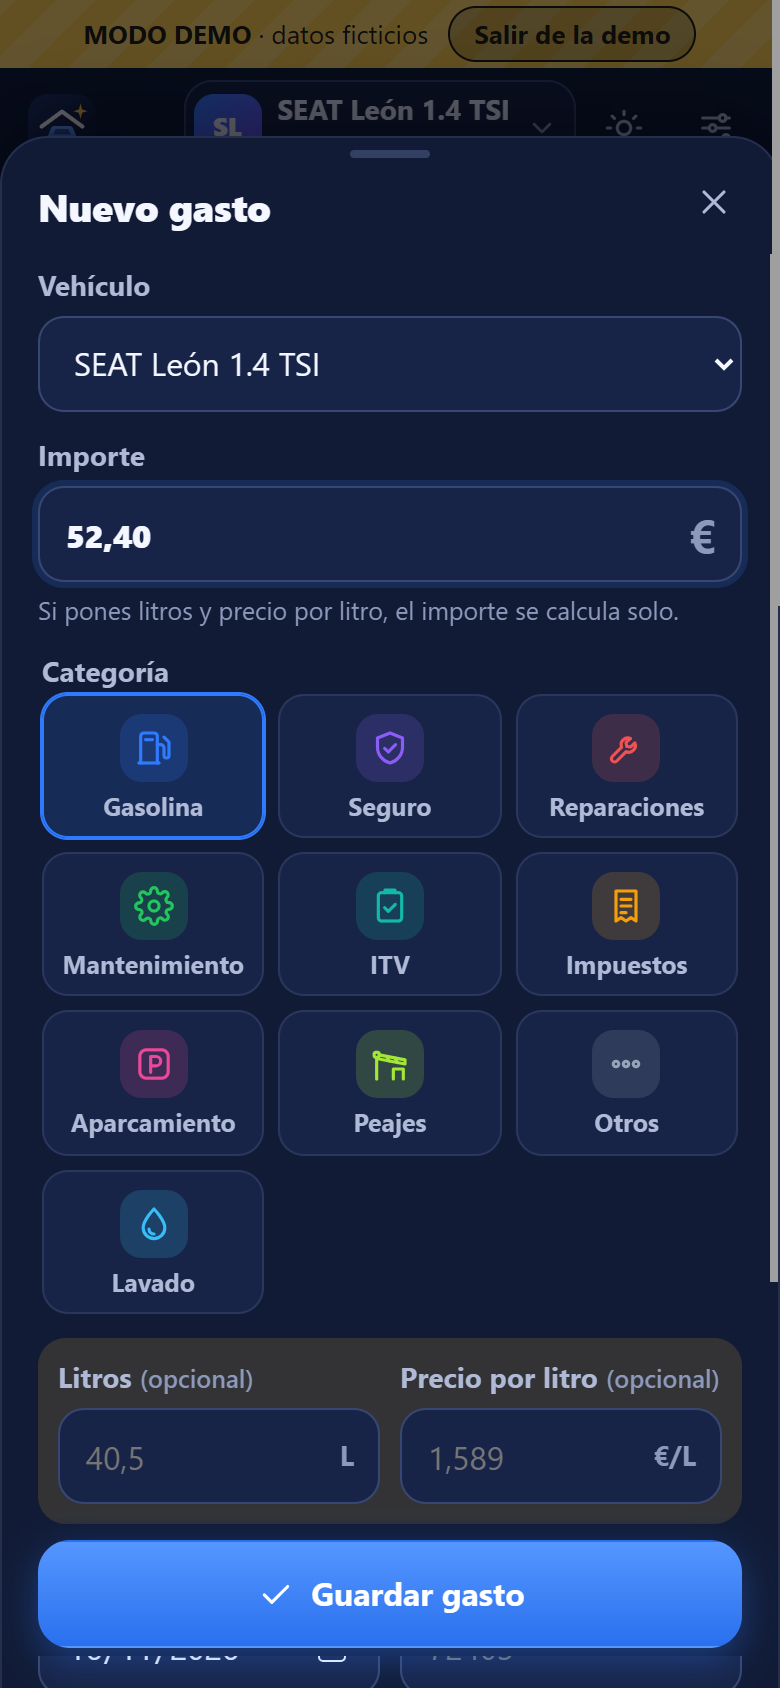 MODO DEMO · datos ficticios Salir de la demo
SL SEAT León 1.4 TSI
Nuevo gasto
Vehículo
SEAT León 1.4 TSI
Importe
52,40 €
Si pones litros y precio por litro, el importe se calcula solo.
Categoría
Gasolina Seguro Reparaciones
Mantenimiento ITV Impuestos
P
Aparcamiento Peajes Otros
Lavado
Litros (opcional) Precio por litro (opcional)
40,5 L 1,589 €/L
Guardar gasto